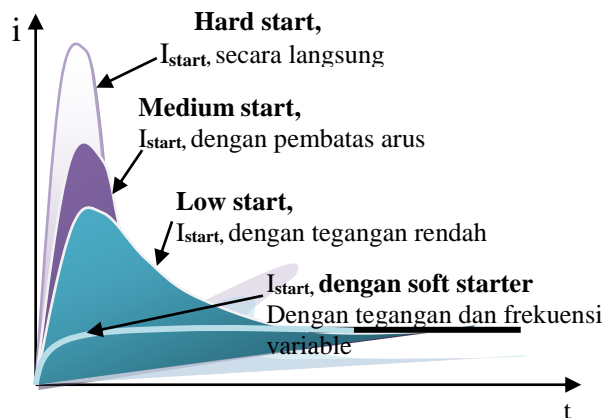 i
Hard start,
Istart, secara langsung
Medium start,
Istart, dengan pembatas arus
Low start,
Istart, dengan tegangan rendah
Istart, dengan soft starter
Dengan tegangan dan frekuensi
variable
t